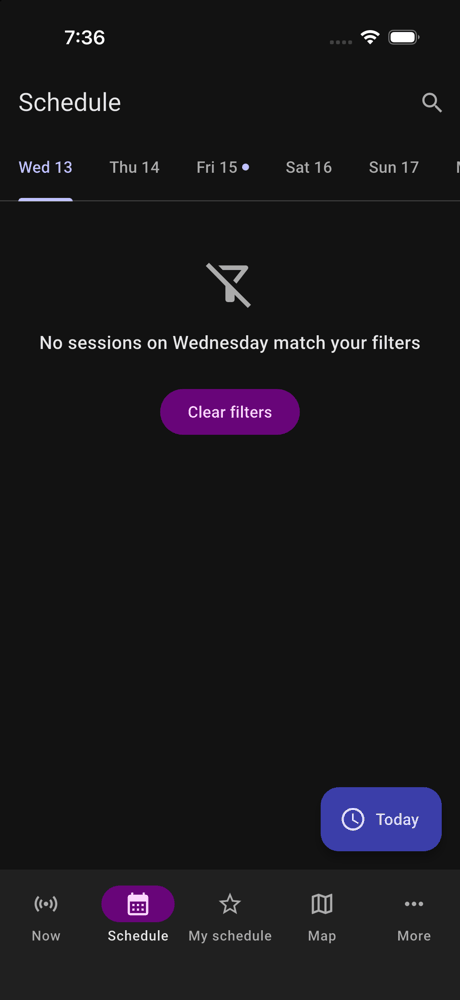 7:36
Schedule
Wed 13 Thu 14 Fri 15 Sat 16 Sun 17
No sessions on Wednesday match your filters
Clear filters
Today
Now Schedule My schedule Map More